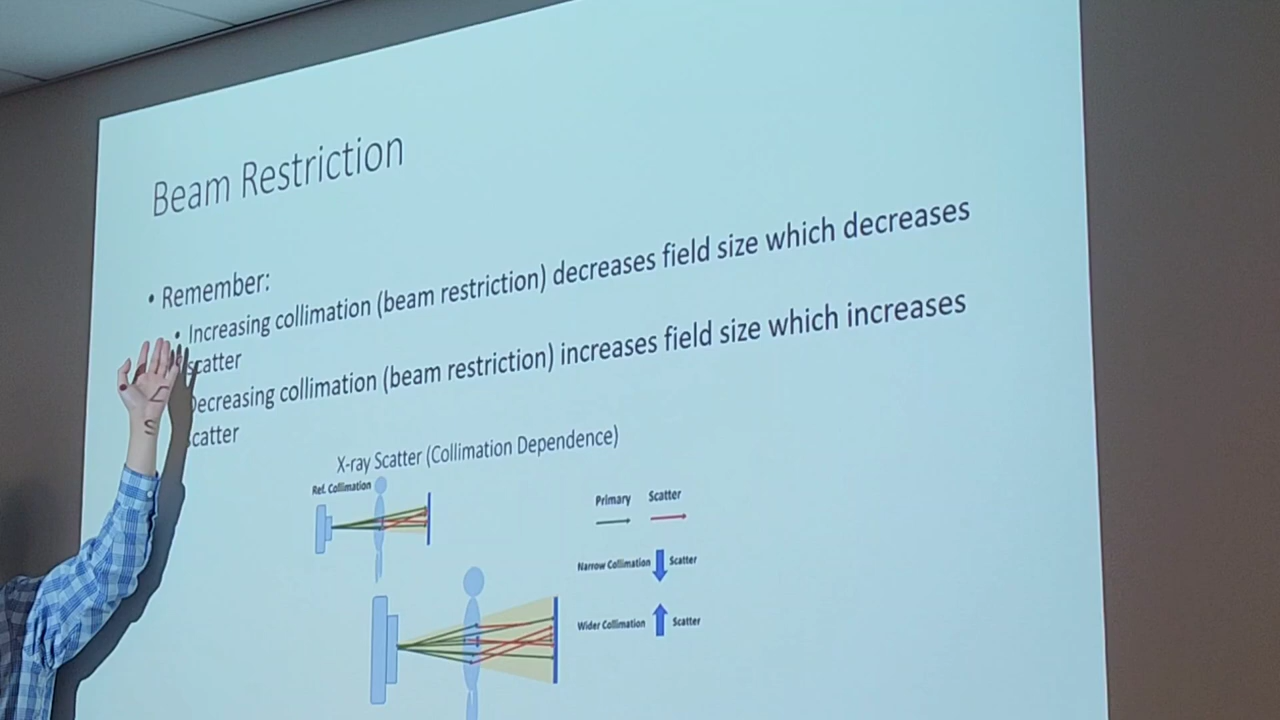 Beam Restriction
• Remember:
• Increasing collimation (beam restriction) decreases field size which decreases
scatter
Decreasing collimation (beam restriction) increases field size which increases
scatter
X-ray Scatter (Collimation Dependence)
Ref. Collimation
Primary Scatter
Narrow Collimation Scatter
Wider Collimation Scatter